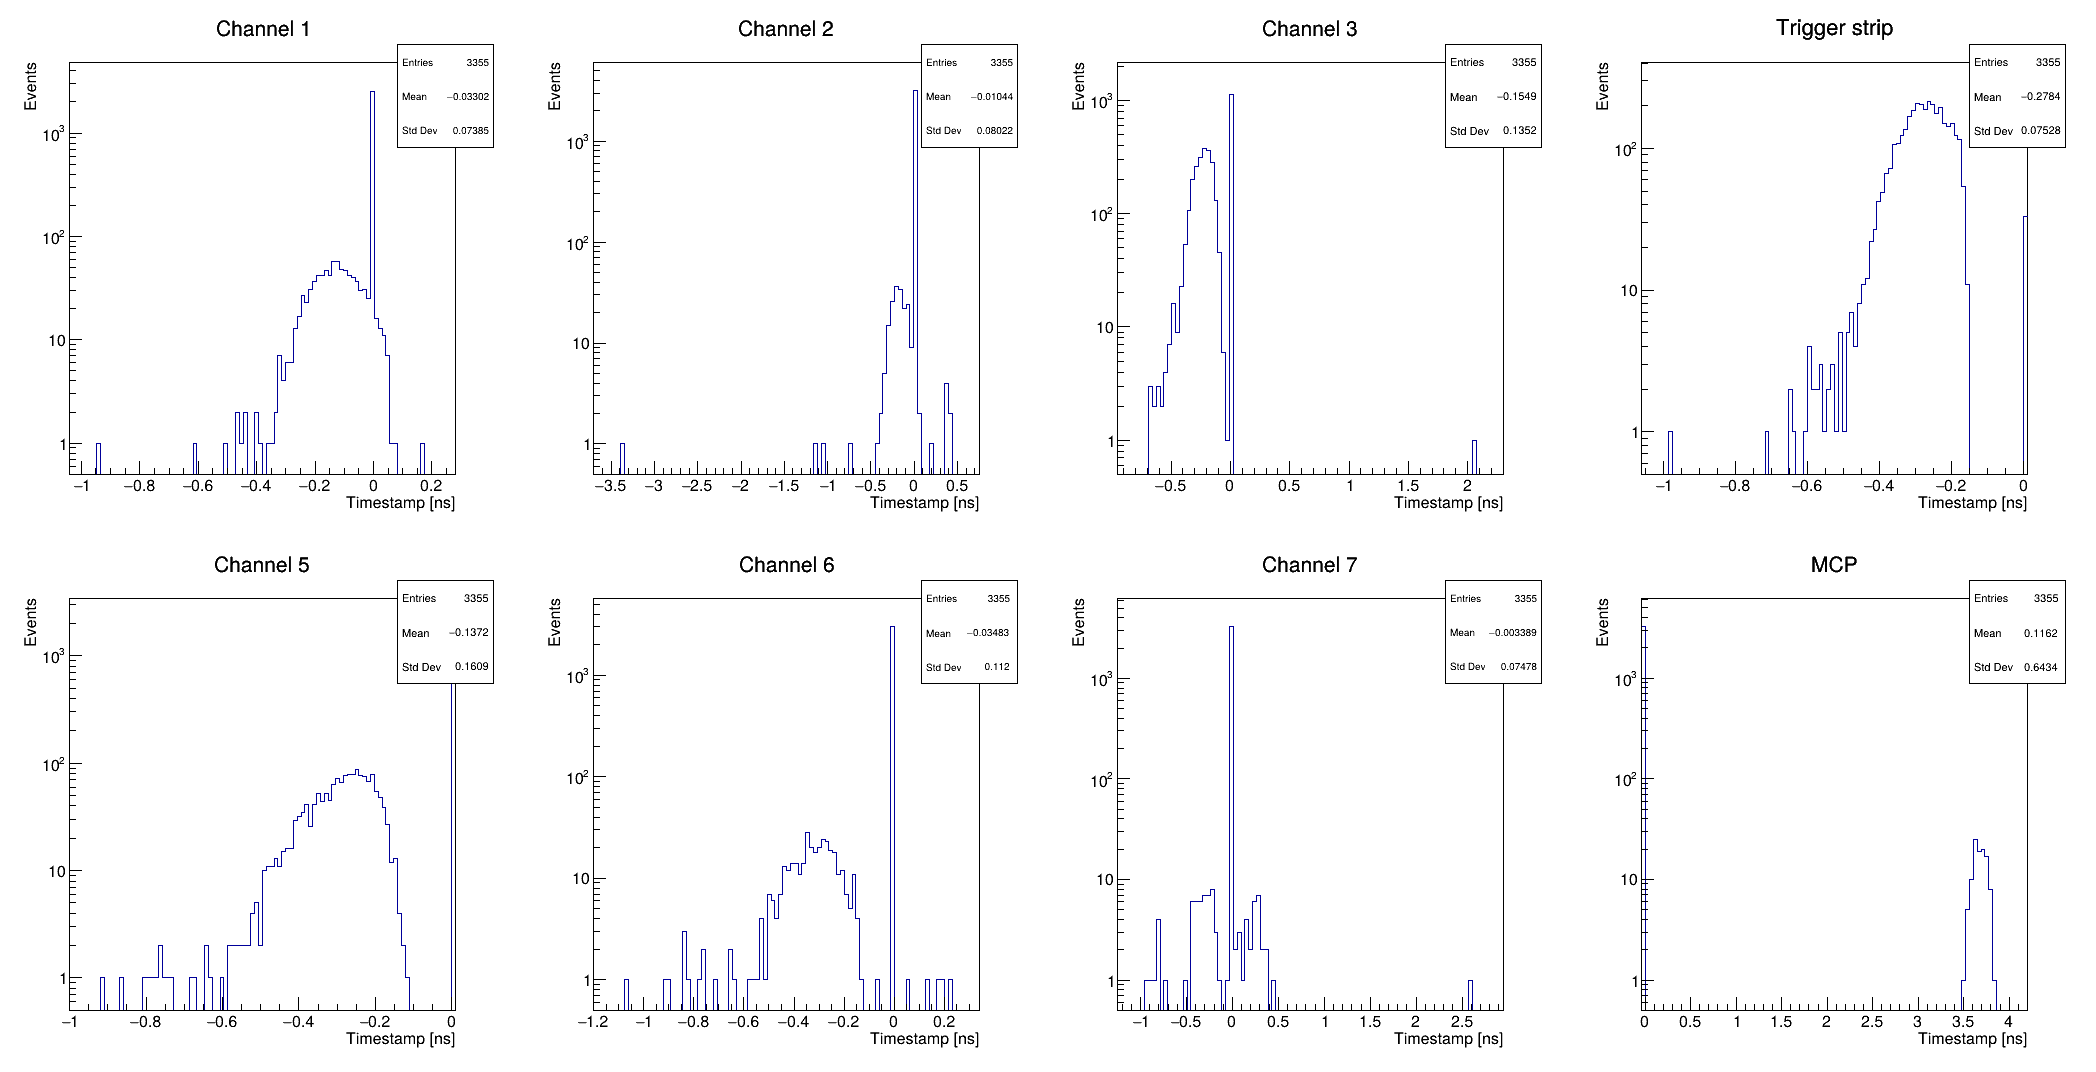 Channel 1
Events
Entries 3355
Mean −0.03302
Std Dev 0.07385
10³
10²
10
1
−1 −0.8 −0.6 −0.4 −0.2 0 0.2
Timestamp [ns]
Channel 2
Events
Entries 3355
Mean −0.01044
Std Dev 0.08022
10³
10²
10
1
−3.5 −3 −2.5 −2 −1.5 −1 −0.5 0 0.5
Timestamp [ns]
Channel 3
Events
Entries 3355
Mean −0.1549
Std Dev 0.1352
10³
10²
10
1
−0.5 0 0.5 1 1.5 2
Timestamp [ns]
Trigger strip
Events
Entries 3355
Mean −0.2784
Std Dev 0.07528
10²
10
1
−1 −0.8 −0.6 −0.4 −0.2 0
Timestamp [ns]
Channel 5
Events
Entries 3355
Mean −0.1372
Std Dev 0.1609
10³
10²
10
1
−1 −0.8 −0.6 −0.4 −0.2 0
Timestamp [ns]
Channel 6
Events
Entries 3355
Mean −0.03483
Std Dev 0.112
10³
10²
10
1
−1.2 −1 −0.8 −0.6 −0.4 −0.2 0 0.2
Timestamp [ns]
Channel 7
Events
Entries 3355
Mean −0.003389
Std Dev 0.07478
10³
10²
10
1
−1 −0.5 0 0.5 1 1.5 2 2.5
Timestamp [ns]
MCP
Events
Entries 3355
Mean 0.1162
Std Dev 0.6434
10³
10²
10
1
0 0.5 1 1.5 2 2.5 3 3.5 4
Timestamp [ns]